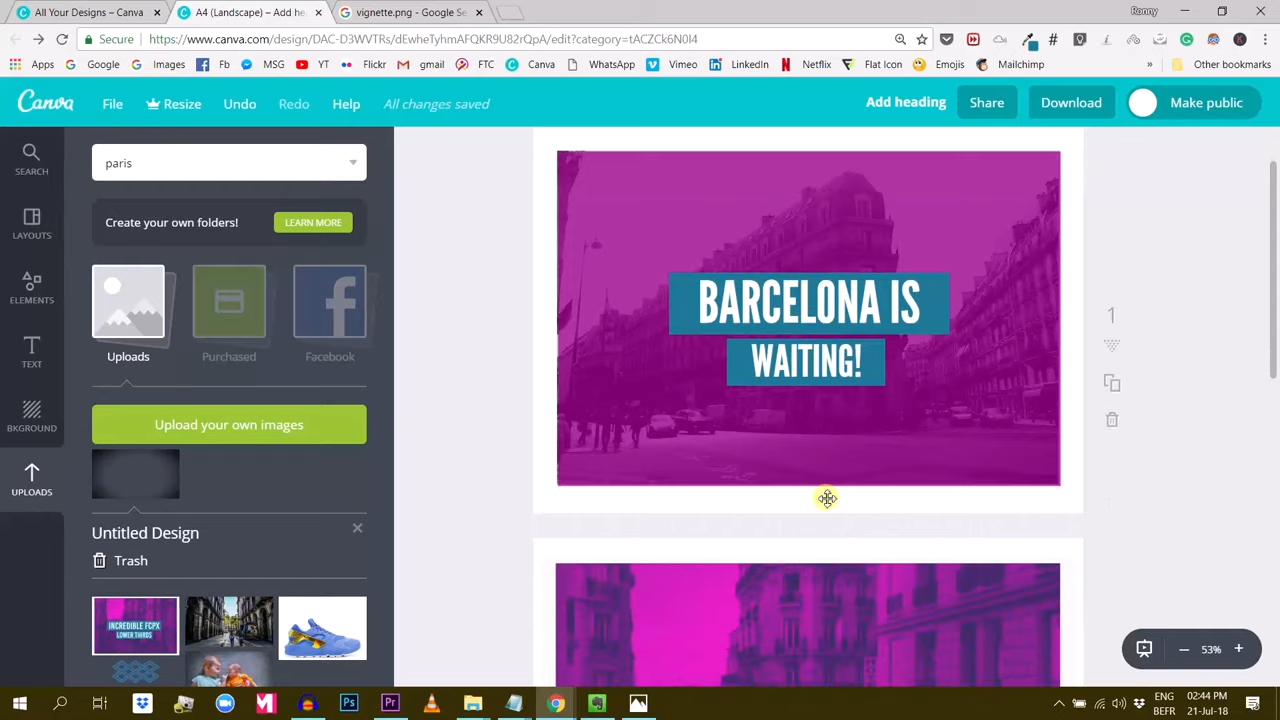 All Your Designs – Canva
A4 (Landscape) – Add he
vignette.png - Google Se
Ronny
Secure
https://www.canva.com/design/DAC-D3WVTRs/dEwheTyhmAFQKR9U82rQpA/edit?category=tACZCk6N0I4
Apps
Google
Images
Fb
MSG
YT
Flickr
gmail
FTC
Canva
WhatsApp
Vimeo
LinkedIn
Netflix
Flat Icon
Emojis
Mailchimp
»
Other bookmarks
Canva
File
Resize
Undo
Redo
Help
All changes saved
Add heading
Share
Download
Make public
SEARCH
LAYOUTS
ELEMENTS
TEXT
BKGROUND
UPLOADS
paris
Create your own folders!
LEARN MORE
Uploads
Purchased
Facebook
Upload your own images
Untitled Design
Trash
INCREDIBLE FCPX
LOWER THIRDS
BARCELONA IS
WAITING!
1
53%
ENG
BEFR
02:44 PM
21-Jul-18